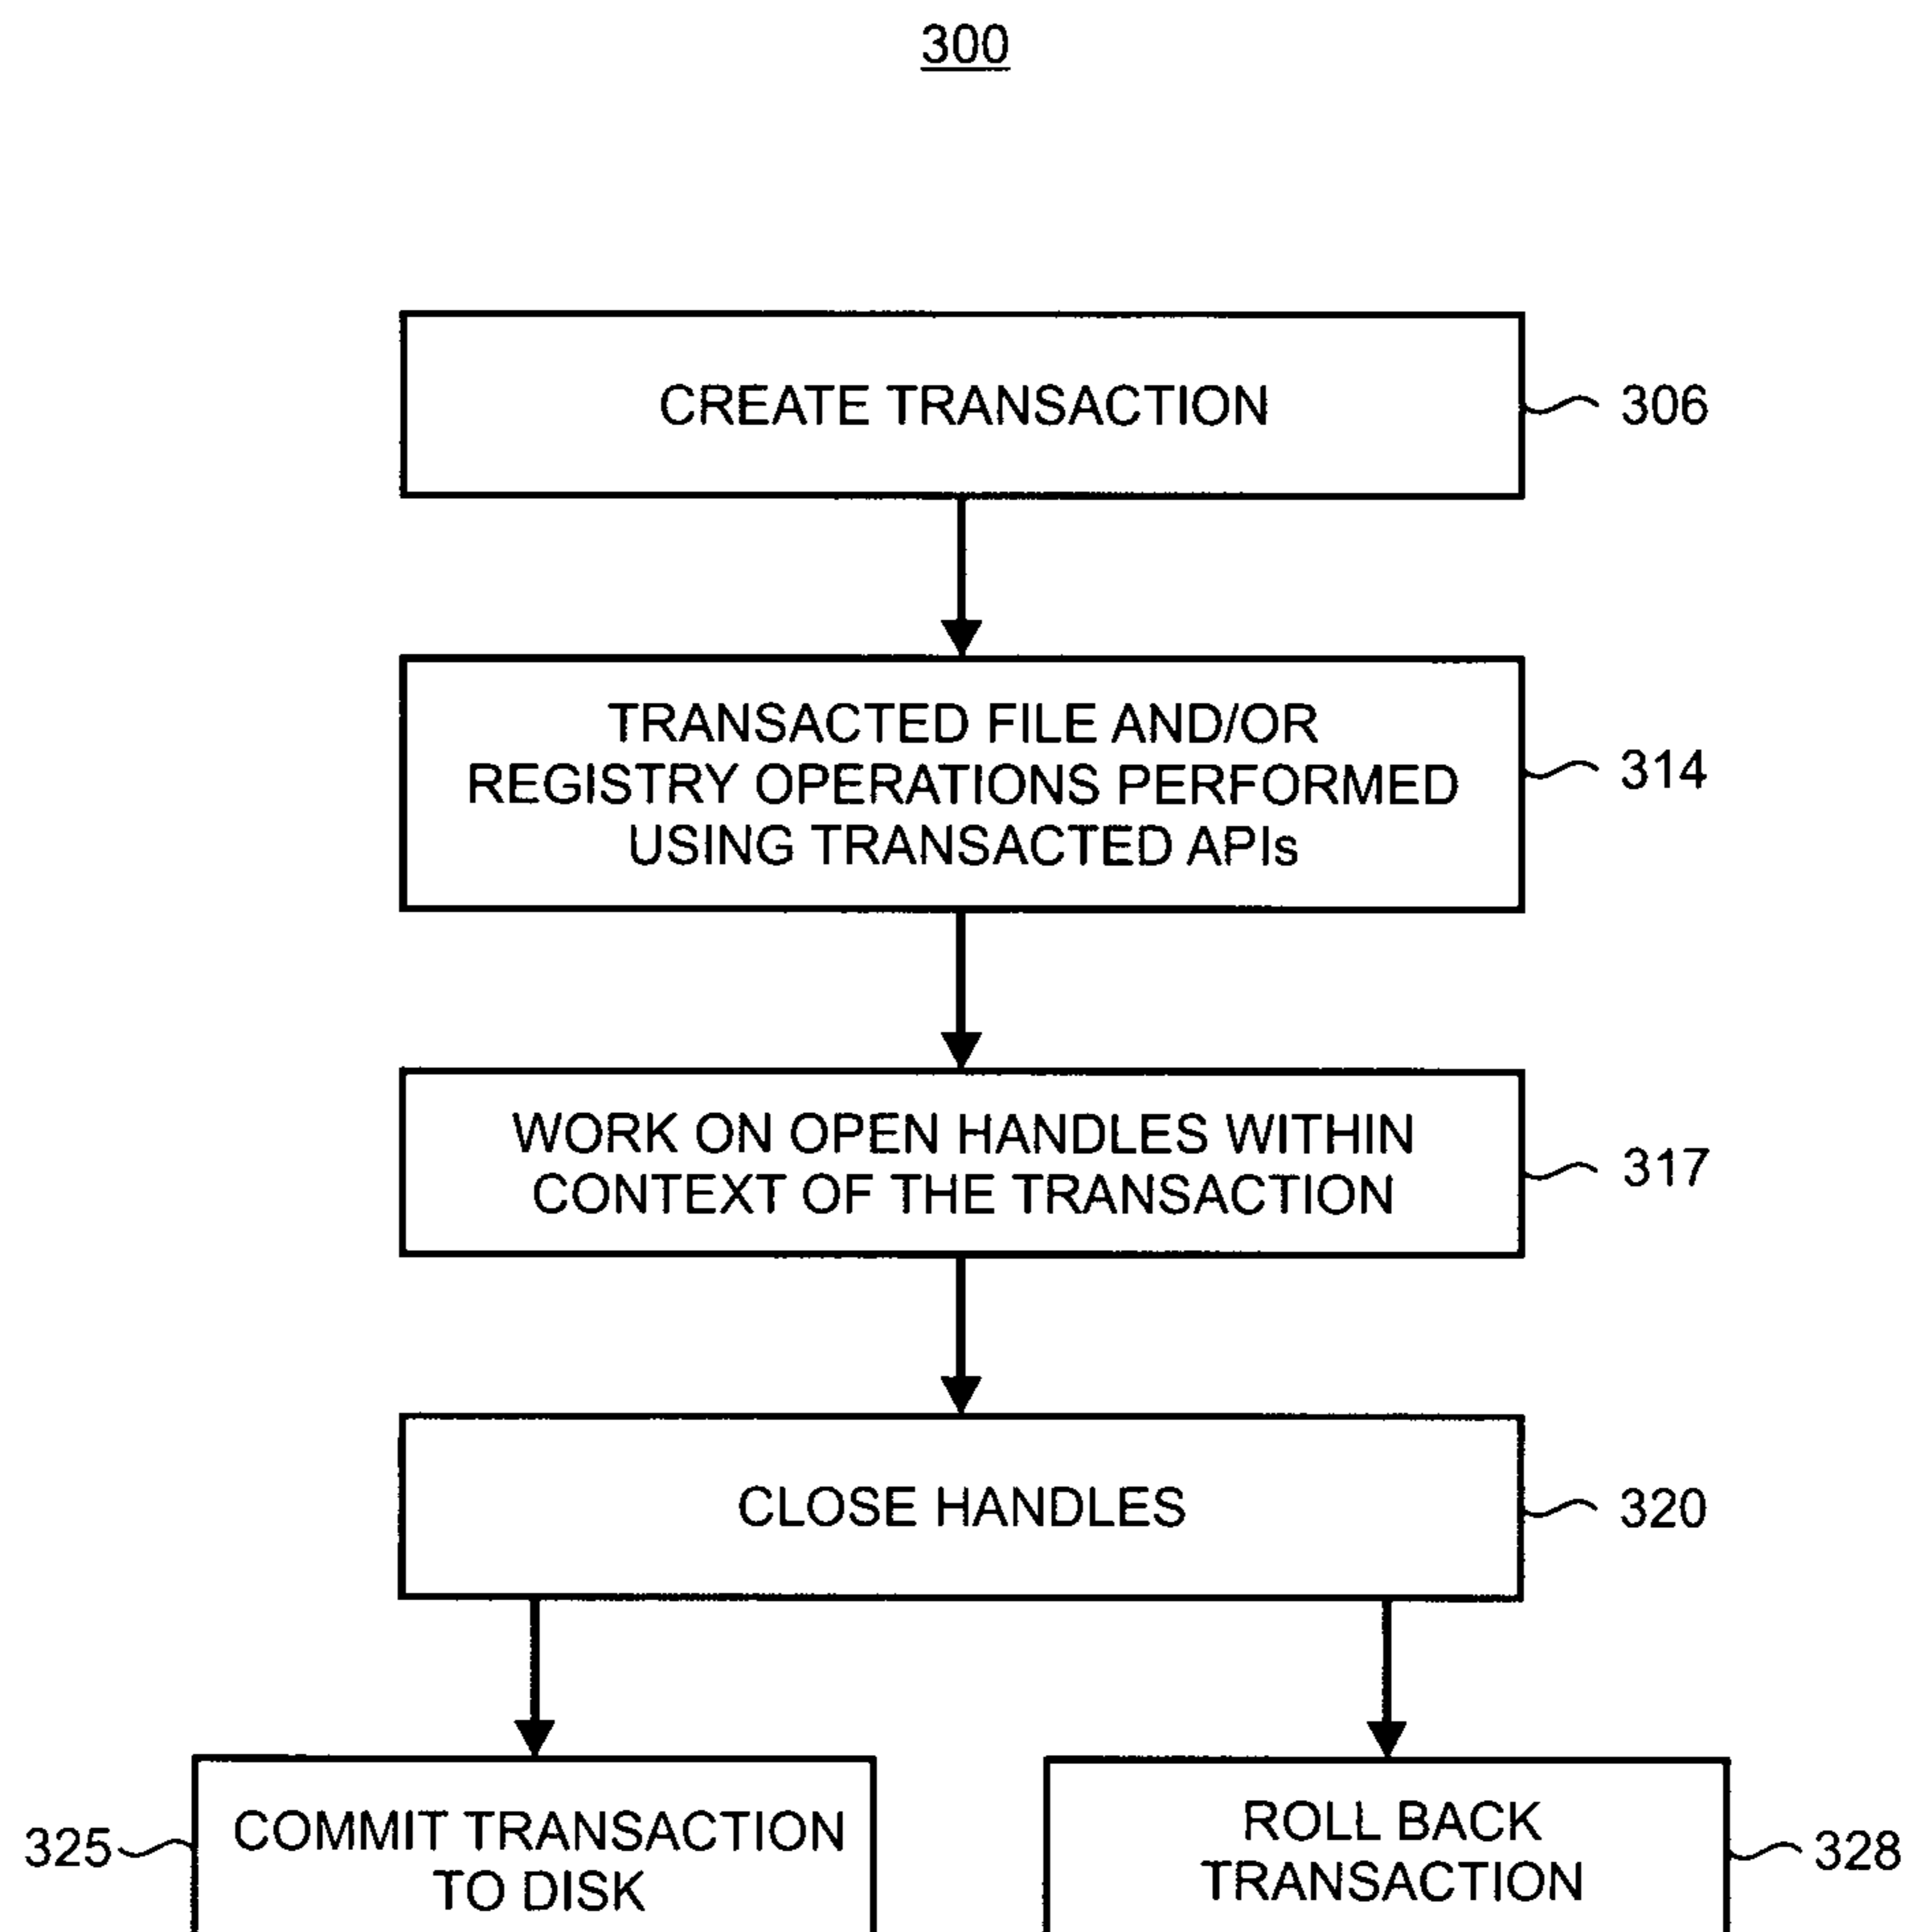 300
CREATE TRANSACTION
306
TRANSACTED FILE AND/OR
REGISTRY OPERATIONS PERFORMED
USING TRANSACTED APIs
314
WORK ON OPEN HANDLES WITHIN
CONTEXT OF THE TRANSACTION
317
CLOSE HANDLES
320
325
COMMIT TRANSACTION
TO DISK
ROLL BACK
TRANSACTION
328